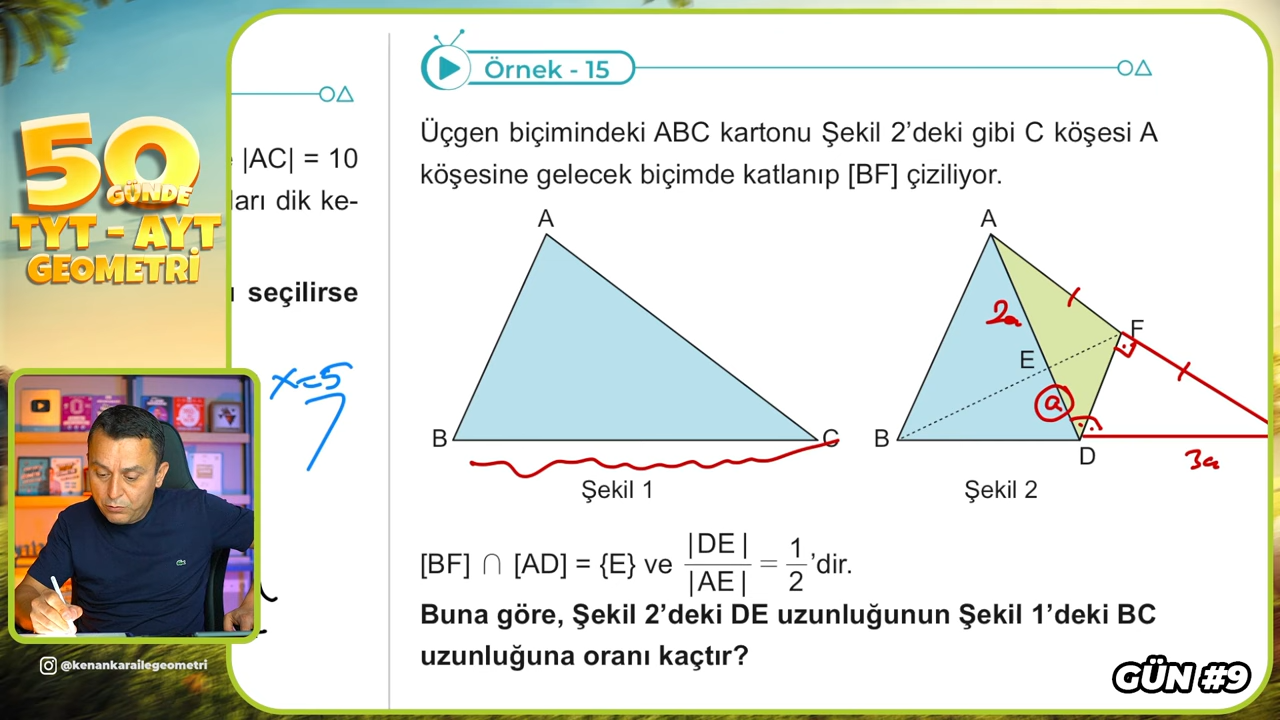 50
GÜNDE
TYT - AYT
GEOMETRİ
|AC| = 10
ları dik ke-
seçilirse
x=5
Örnek - 15
Üçgen biçimindeki ABC kartonu Şekil 2’deki gibi C köşesi A
köşesine gelecek biçimde katlanıp [BF] çiziliyor.
A
B
C
Şekil 1
A
2a
F
E
a
B
D
3a
Şekil 2
[BF] ∩ [AD] = {E} ve |DE| / |AE| = 1/2 ’dir.
Buna göre, Şekil 2’deki DE uzunluğunun Şekil 1’deki BC
uzunluğuna oranı kaçtır?
@kenankarailegeometri
GÜN #9